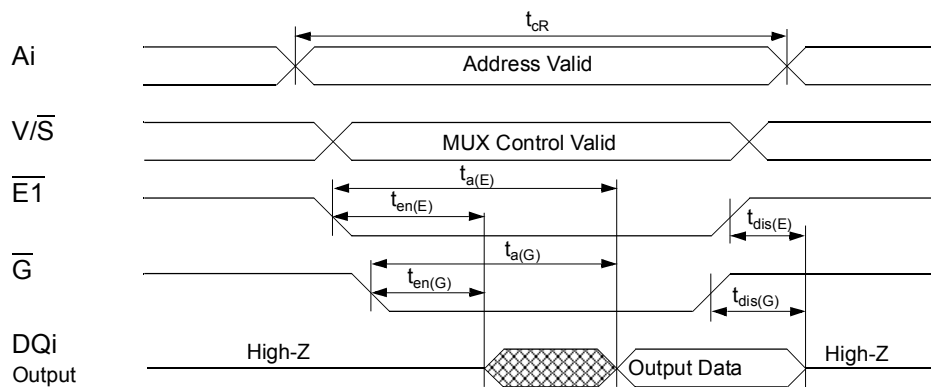 t_cR
Ai
Address Valid
V/S̅
MUX Control Valid
t_a(E)
E̅1̅
t_en(E)
t_dis(E)
t_a(G)
G̅
t_en(G)
t_dis(G)
DQi
Output
High-Z
Output Data
High-Z